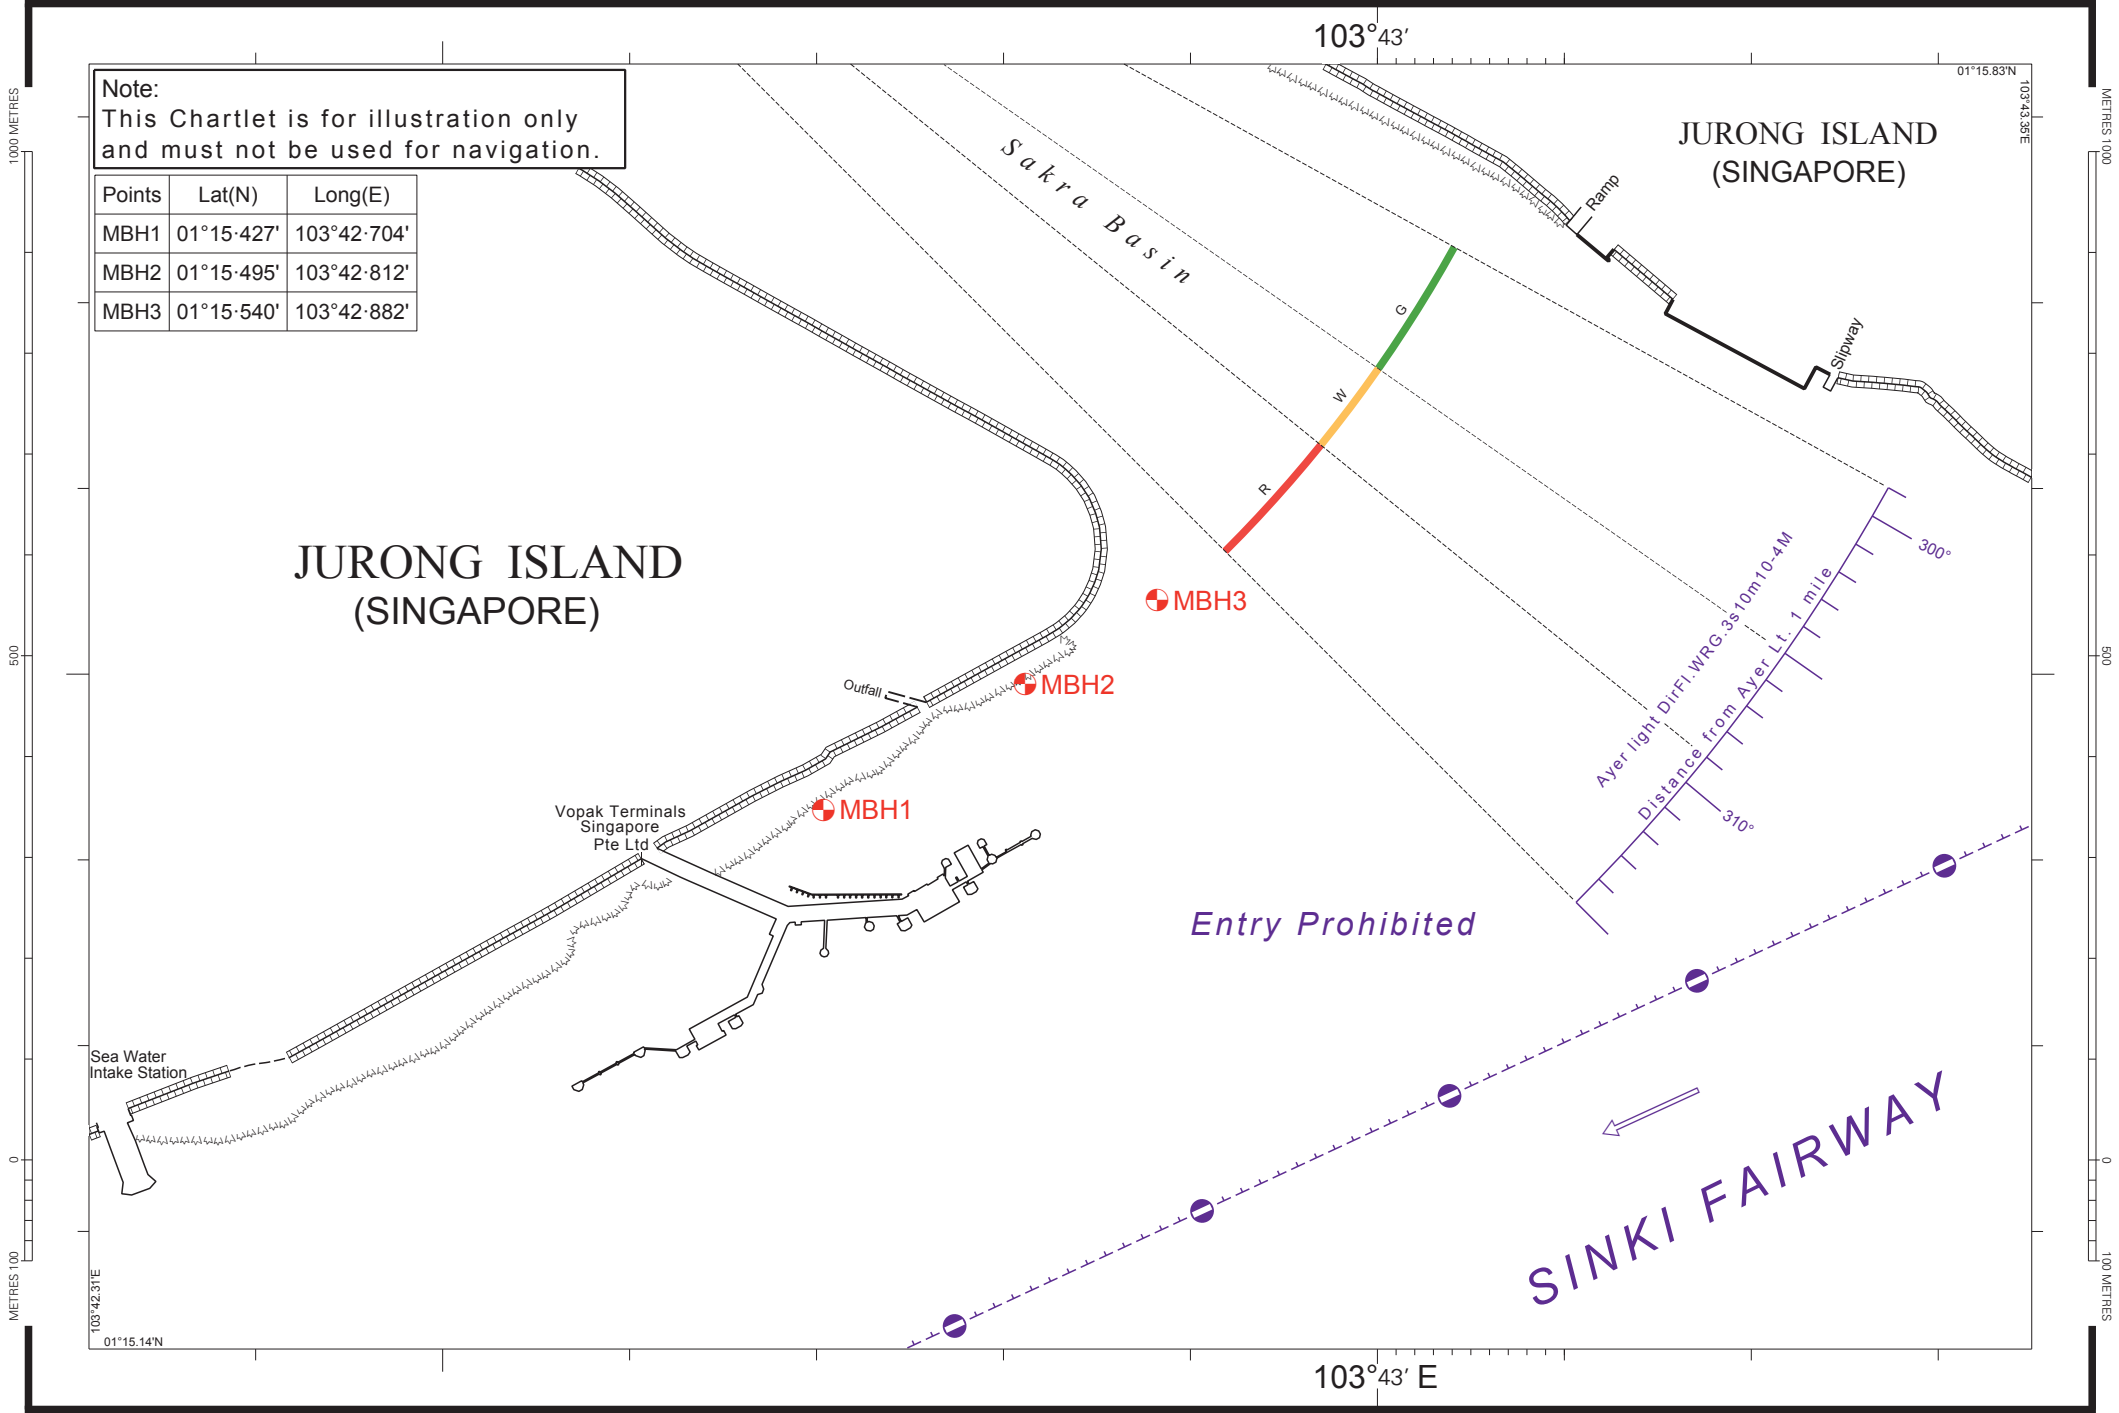 103°43′
01°15.83'N
103°43.35'E
Note:
This Chartlet is for illustration only
and must not be used for navigation.
Points Lat(N) Long(E)
MBH1 01°15·427' 103°42·704'
MBH2 01°15·495' 103°42·812'
MBH3 01°15·540' 103°42·882'
1000 METRES
500
0
METRES 100
METRES 1000
500
0
100 METRES
JURONG ISLAND
(SINGAPORE)
Ramp
Slipway
Sakra Basin
G
W
R
JURONG ISLAND
(SINGAPORE)
MBH3
MBH2
MBH1
Outfall
Vopak Terminals
Singapore
Pte Ltd
300°
Ayer light DirFl.WRG.3s10m10-4M
Distance from Ayer Lt. 1 mile
310°
Entry Prohibited
Sea Water
Intake Station
SINKI FAIRWAY
103°42.31'E
01°15.14'N
103°43′ E